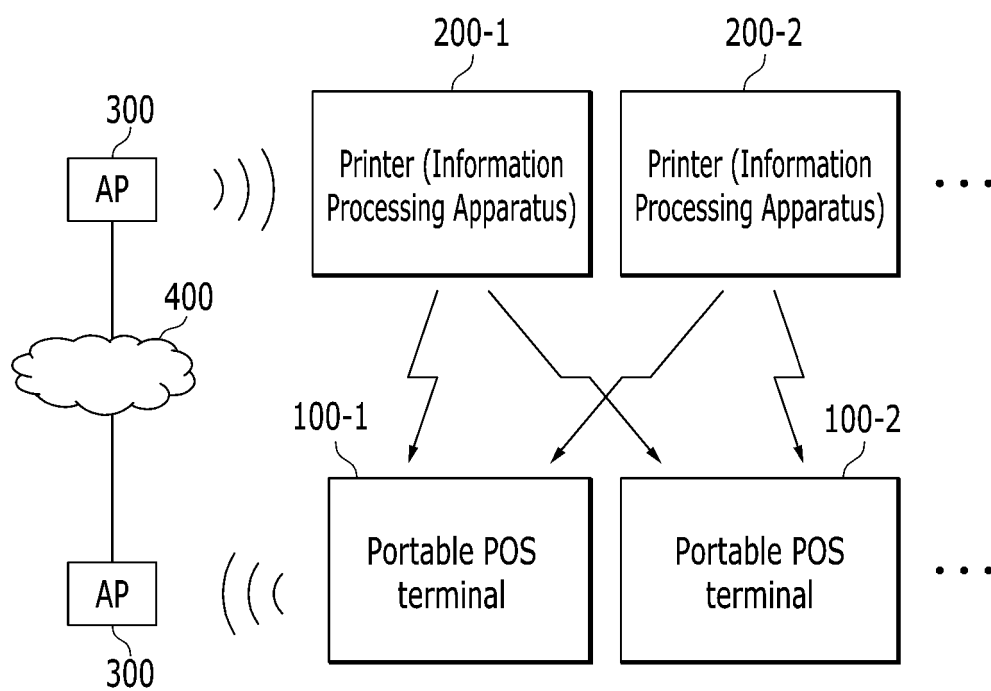 200-1
200-2
300
AP
Printer (Information
Processing Apparatus)
Printer (Information
Processing Apparatus)
400
100-1
100-2
AP
300
Portable POS
terminal
Portable POS
terminal